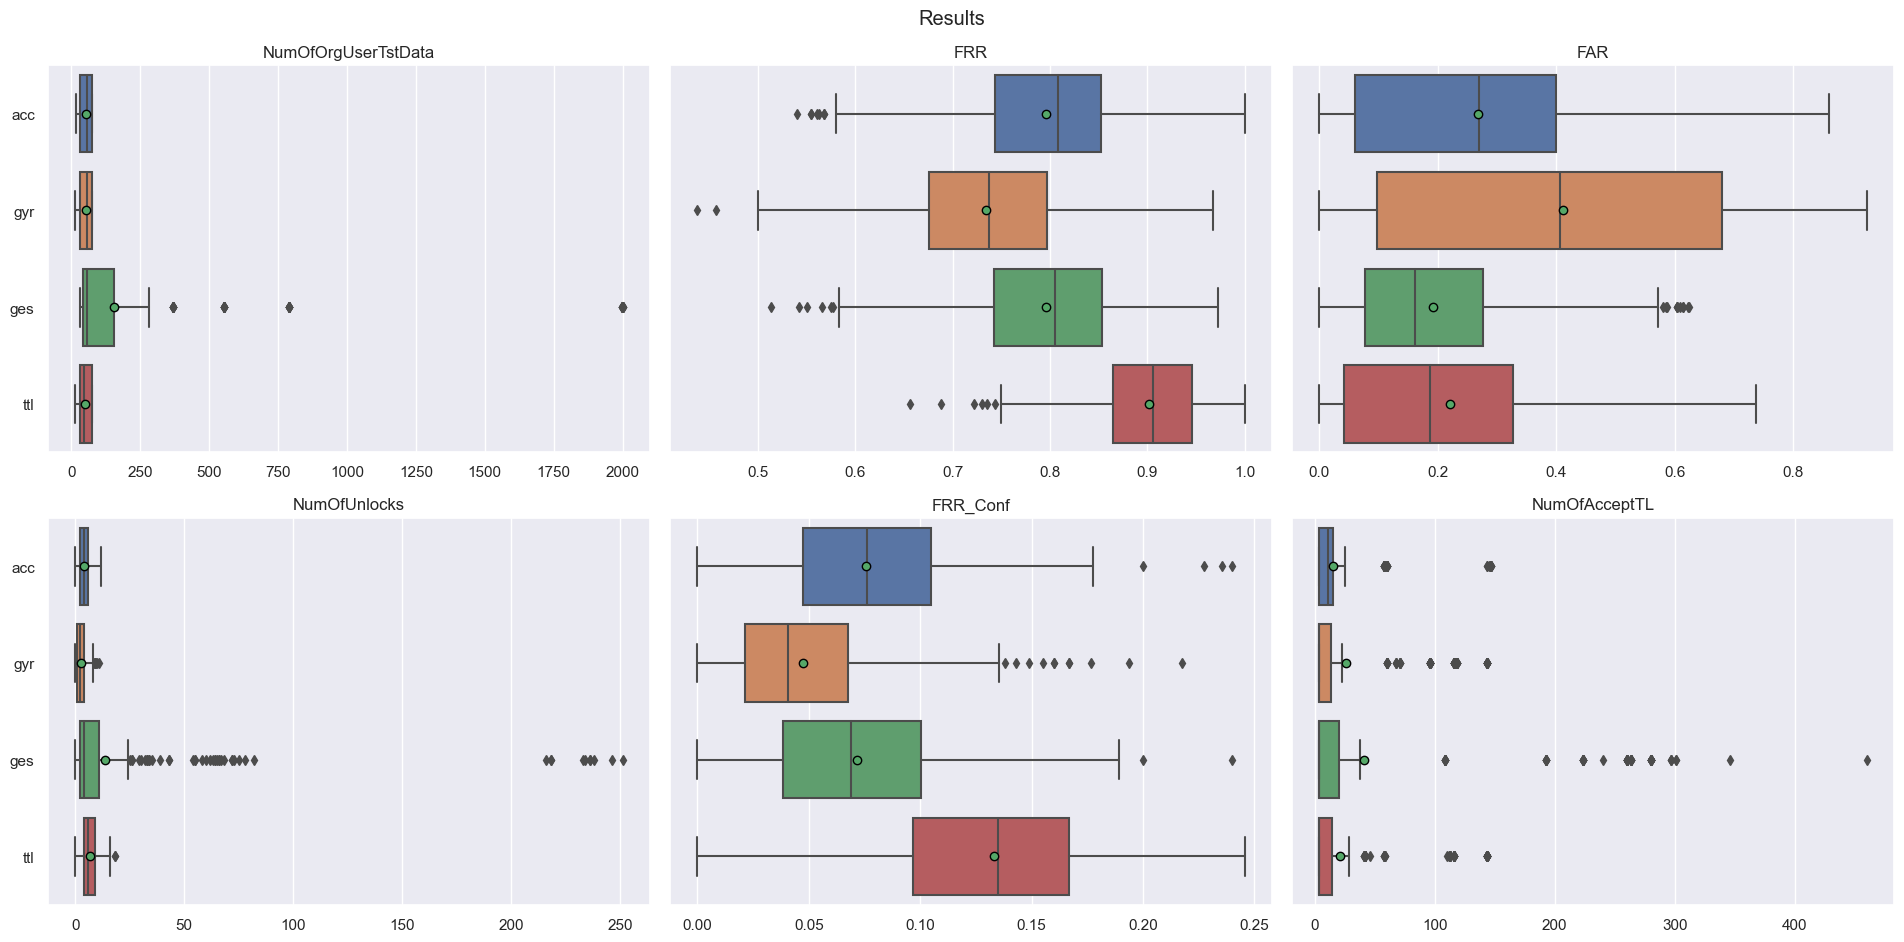 Results
NumOfOrgUserTstData
FRR
FAR
acc
gyr
ges
ttl
0 250 500 750 1000 1250 1500 1750 2000
0.5 0.6 0.7 0.8 0.9 1.0
0.0 0.2 0.4 0.6 0.8
NumOfUnlocks
FRR_Conf
NumOfAcceptTL
acc
gyr
ges
ttl
0 50 100 150 200 250
0.00 0.05 0.10 0.15 0.20 0.25
0 100 200 300 400